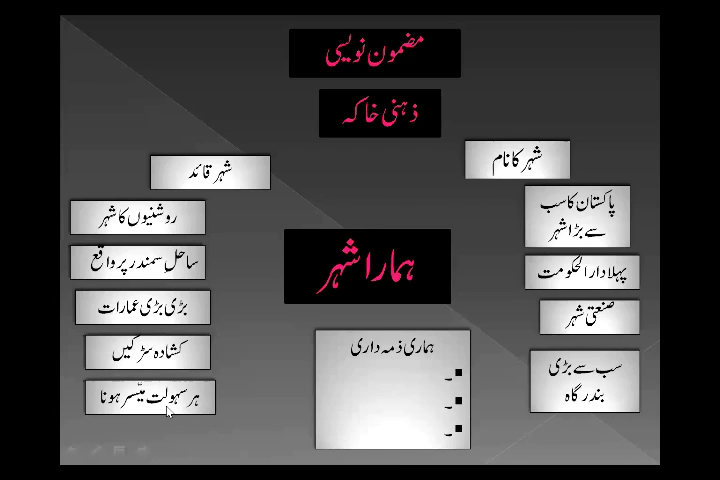 مضمون نویسی
ذہنی خاکہ
شہر کا نام
شہر قائد
پاکستان کا سب
سے بڑا شہر
روشنیوں کا شہر
پہلا دارالحکومت
ساحلِ سمندر پر واقع
ہمارا شہر
صنعتی شہر
بڑی بڑی عمارات
ہماری ذمہ داری
▪ ۔
▪ ۔
▪ ۔
کشادہ سڑکیں
سب سے بڑی
بندر گاہ
ہر سہولت میّسر ہونا